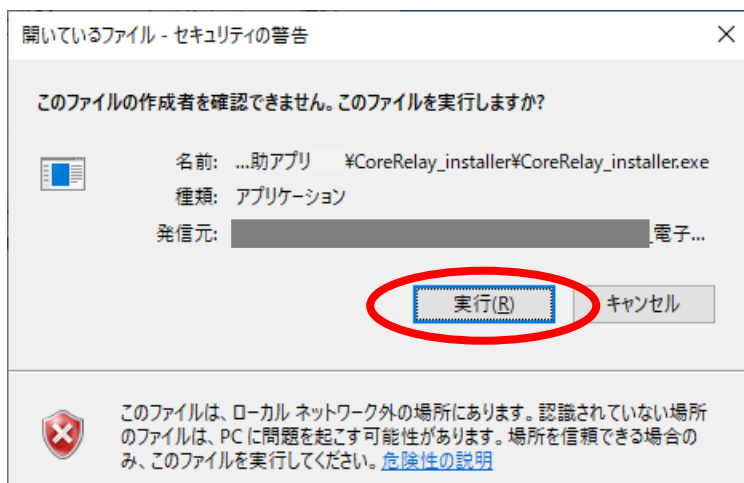 開いているファイル - セキュリティの警告
このファイルの作成者を確認できません。このファイルを実行しますか?
名前: ...助アプリ ¥CoreRelay_installer¥CoreRelay_installer.exe
種類: アプリケーション
発信元: _電子...
実行(R) キャンセル
このファイルは、ローカル ネットワーク外の場所にあります。認識されていない場所
のファイルは、PC に問題を起こす可能性があります。場所を信頼できる場合の
み、このファイルを実行してください。危険性の説明